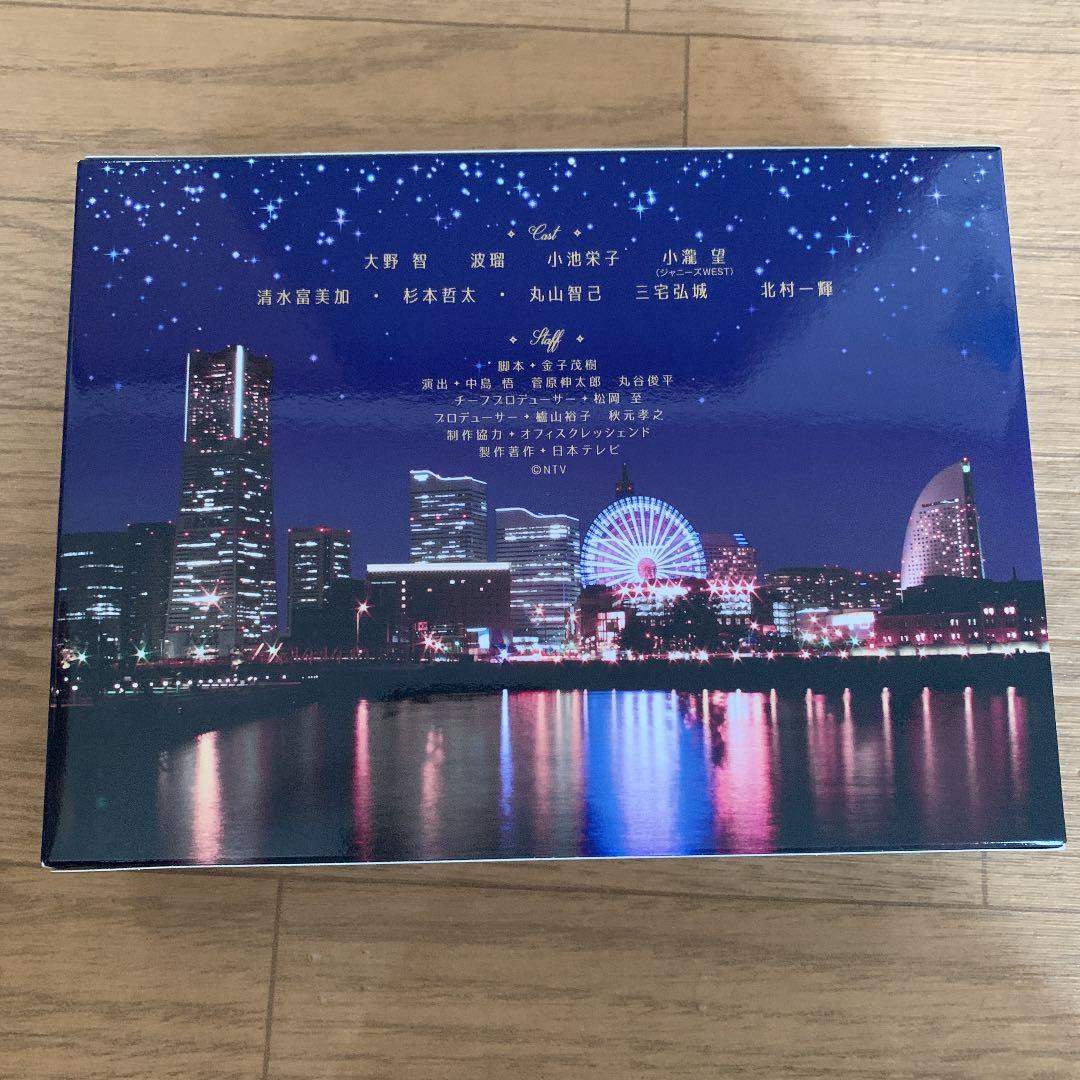 Cast
大野 智 波瑠 小池栄子 小瀧 望
(ジャニーズWEST)
清水富美加 ・ 杉本哲太 ・ 丸山智己 三宅弘城 北村一輝
Staff
脚本 + 金子茂樹
演出 + 中島 悟 菅原伸太郎 丸谷俊平
チーフプロデューサー + 松岡 至
プロデューサー + 櫨山裕子 秋元孝之
制作協力 + オフィスクレッシェンド
製作著作 + 日本テレビ
©NTV